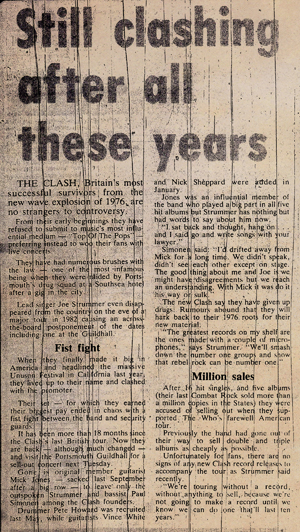 Still clashing
after all
these years
THE CLASH, Britain's most
successful survivors from the
new wave explosion of 1976, are
no strangers to controversy.
From their early beginnings they have
refused to submit to music's most influ-
ential medium — "Top Of The Pops" —
preferring instead to woo their fans with
live concerts.
They have had numerous brushes with
the law — one of the most infamous
being when they were raided by Ports-
mouth's drug squad at a Southsea hotel
after a gig in the city.
Lead singer Joe Strummer even disap-
peared from the country on the eve of a
major tour in 1982 causing an across-
the-board postponement of the dates
including one at the Guildhall.
Fist fight
When they finally made it big in
America and headlined the massive
Unuson Festival in California last year,
they lived up to their name and clashed
with the promoter.
Their set — for which they earned
their biggest pay ended in chaos with a
fist fight between the band and security
guards.
It had been more than 18 months since
the Clash's last British tour. Now they
are back — although much changed —
and visit the Portsmouth Guildhall for a
sell-out concert next Tuesday.
Gone is original member guitarist
Mick Jones — sacked last September
after a big row — to leave only the
outspoken Strummer and bassist Paul
Simonon among the Clash founders.
Drummer Pete Howard was recruited
last May, while guitarists Vince White
and Nick Sheppard were added in
January.
Jones was an influential member of
the band who played a big part in all five
hit albums but Strummer has nothing but
hard words to say about him now.
"I sat back and thought, hang on . . .
and I said go and write songs with your
lawyer."
Simonen said: "I'd drifted away from
Mick for a long time. We didn't speak,
didn't see each other except on stage.
The good thing about me and Joe is we
might have disagreements but we reach
an understanding. With Mick it was do it
his way or sulk.
The new Clash say they have given up
drugs. Rumours abound that they will
hark back to their 1976 roots for their
new material.
"The greatest records on my shelf are
the ones made with a couple of micro-
phones," says Strummer. "We'll smash
down the number one groups and show
that rebel rock can be number one."
Million sales
After 16 hit singles, and five albums
(their last Combat Rock sold more than
a million copies in the States) they were
accused of selling out when they sup-
ported The Who's farewell American
tour.
Previously the band had gone out of
their way to sell double and triple
albums as cheaply as possible.
Unfortunately for fans, there are no
signs of any new Clash record releases to
accompany the tour as Strummer said
recently.
"We're touring without a record,
without anything to sell, because we're
not going to make a record until we
know we can do one that'll last ten
years."